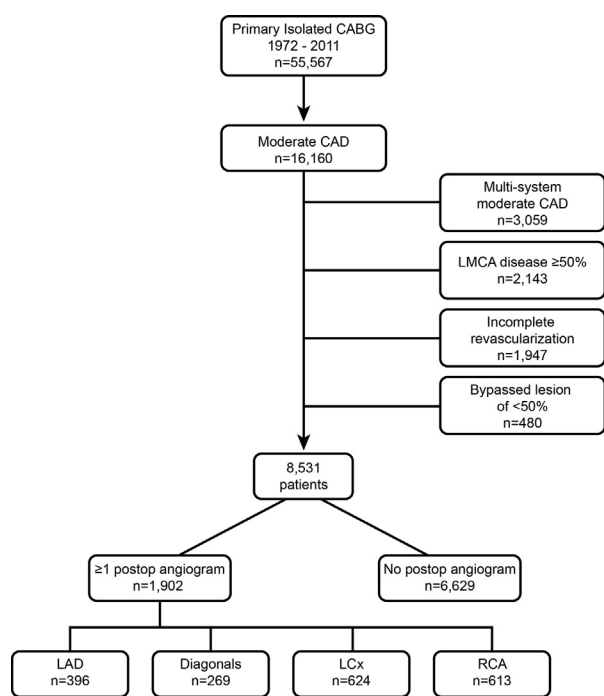 Primary Isolated CABG
1972 - 2011
n=55,567
Moderate CAD
n=16,160
Multi-system
moderate CAD
n=3,059
LMCA disease ≥50%
n=2,143
Incomplete
revascularization
n=1,947
Bypassed lesion
of <50%
n=480
8,531
patients
≥1 postop angiogram
n=1,902
No postop angiogram
n=6,629
LAD
n=396
Diagonals
n=269
LCx
n=624
RCA
n=613